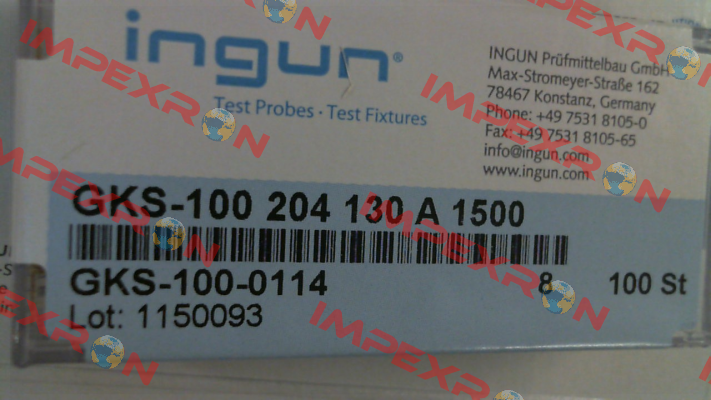 ingun®
Test Probes · Test Fixtures
INGUN Prüfmittelbau GmbH
Max-Stromeyer-Straße 162
78467 Konstanz, Germany
Phone: +49 7531 8105-0
Fax: +49 7531 8105-65
info@ingun.com
www.ingun.com
GKS-100 204 130 A 1500
GKS-100-0114 8 100 St
Lot: 1150093
IMPEXRON
IMPEXRON
IMPEXRON
IMPEXRON
IMPEXRON
IMPEXRON
IMPEXRON